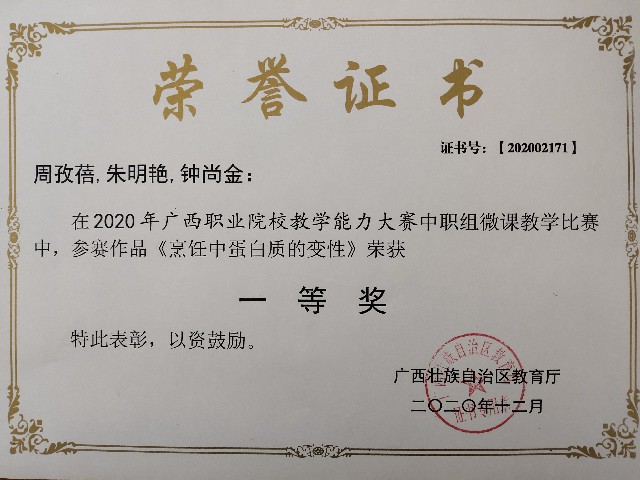 荣誉证书
证书号：【202002171】
周孜蓓,朱明艳,钟尚金：
在2020年广西职业院校教学能力大赛中职组微课教学比赛
中，参赛作品《烹饪中蛋白质的变性》荣获
一等奖
特此表彰，以资鼓励。
广西壮族自治区教育厅
二〇二〇年十二月